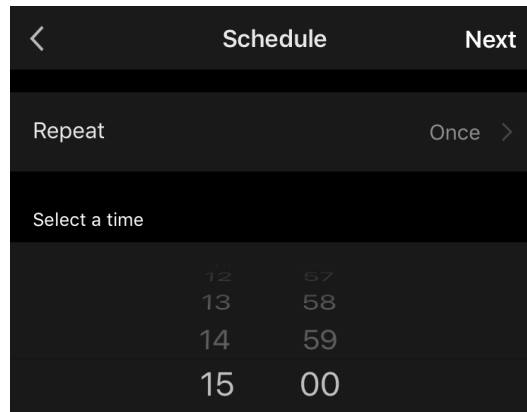 Schedule Next
Repeat Once
Select a time
12 57
13 58
14 59
15 00